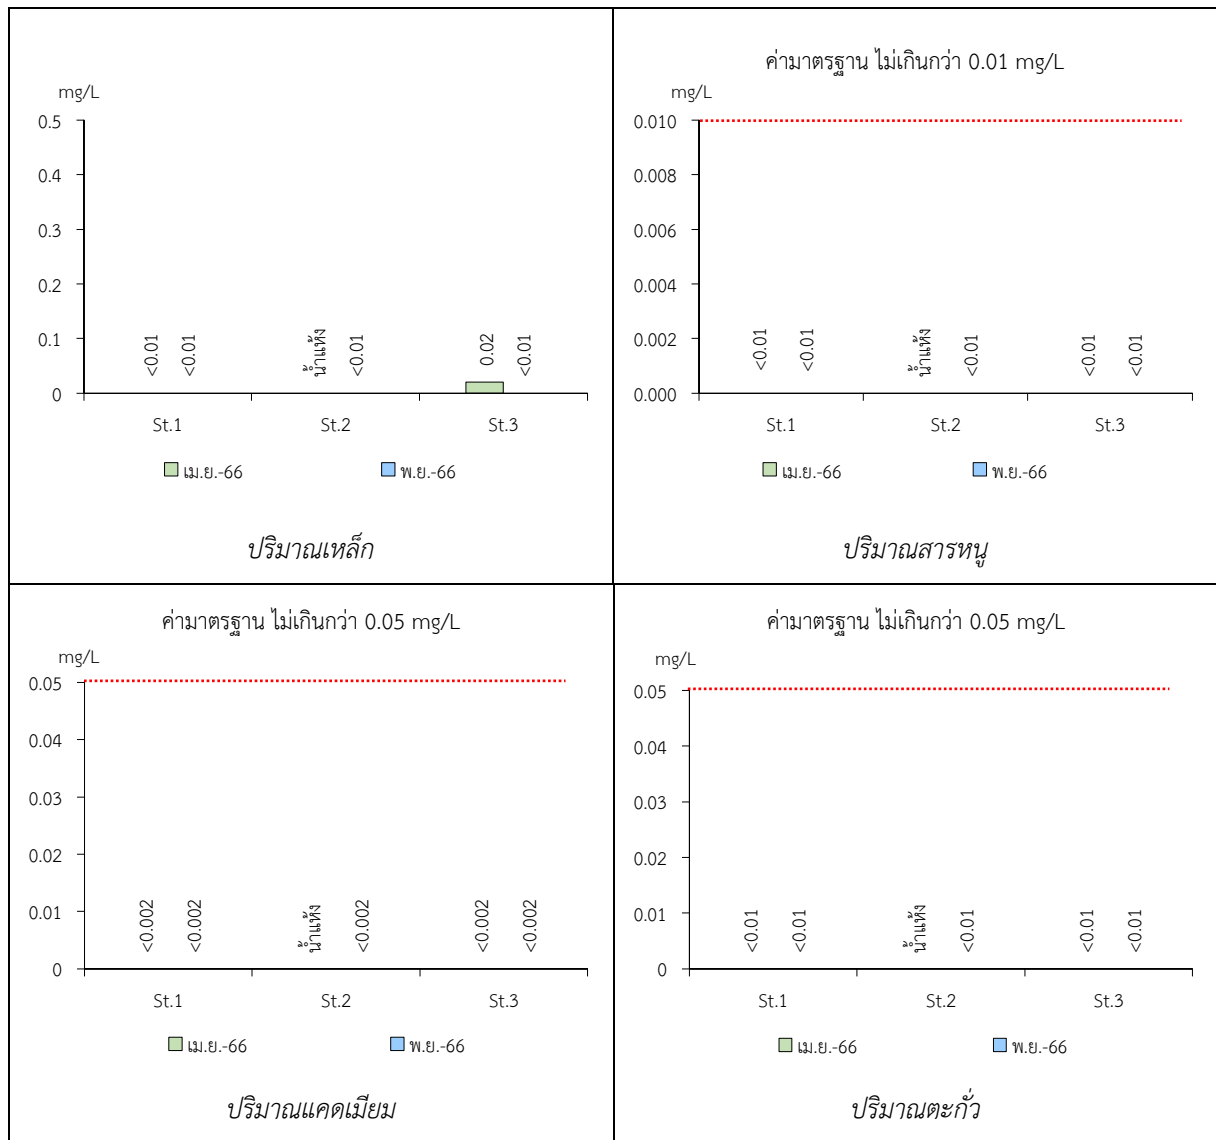 mg/L
0.5
0.4
0.3
0.2
0.1
0
<0.01 <0.01 น้ำแห้ง <0.01 0.02 <0.01
St.1 St.2 St.3
เม.ย.-66 พ.ย.-66
ปริมาณเหล็ก
ค่ามาตรฐาน ไม่เกินกว่า 0.01 mg/L
mg/L
0.010
0.008
0.006
0.004
0.002
0.000
<0.01 <0.01 น้ำแห้ง <0.01 <0.01 <0.01
St.1 St.2 St.3
เม.ย.-66 พ.ย.-66
ปริมาณสารหนู
ค่ามาตรฐาน ไม่เกินกว่า 0.05 mg/L
mg/L
0.05
0.04
0.03
0.02
0.01
0
<0.002 <0.002 น้ำแห้ง <0.002 <0.002 <0.002
St.1 St.2 St.3
เม.ย.-66 พ.ย.-66
ปริมาณแคดเมียม
ค่ามาตรฐาน ไม่เกินกว่า 0.05 mg/L
mg/L
0.05
0.04
0.03
0.02
0.01
0
<0.01 <0.01 น้ำแห้ง <0.01 <0.01 <0.01
St.1 St.2 St.3
เม.ย.-66 พ.ย.-66
ปริมาณตะกั่ว